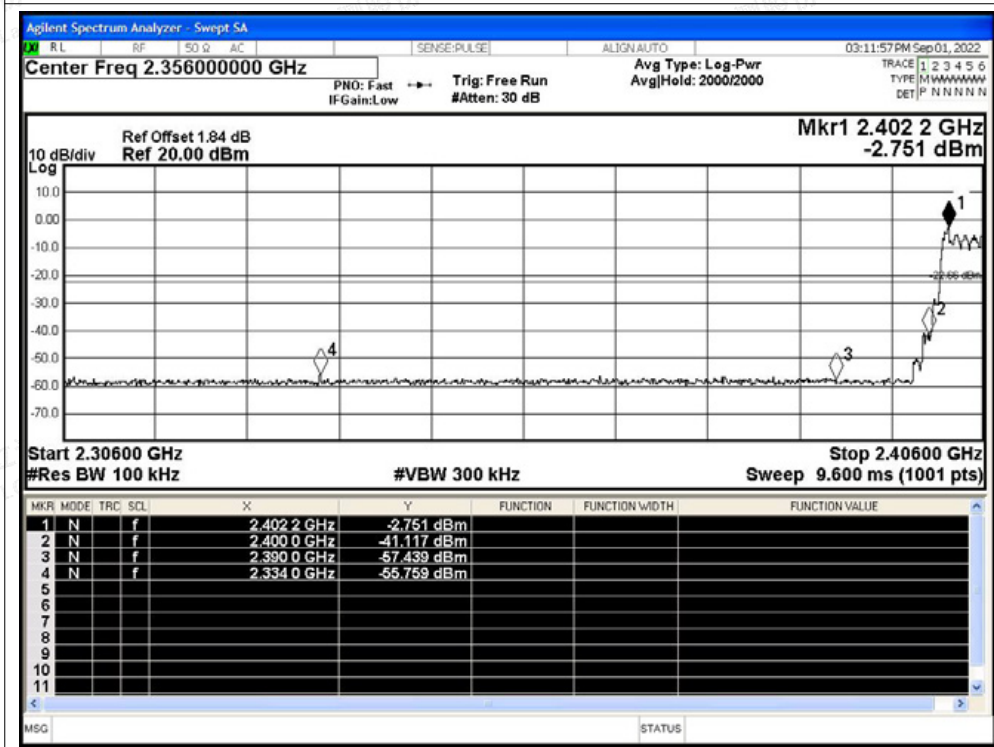 Agilent Spectrum Analyzer - Swept SA
RL RF 50 Ω AC SENSE:PULSE ALIGN AUTO 03:11:57 PM Sep 01, 2022
Center Freq 2.356000000 GHz
PNO: Fast
IFGain:Low
Trig: Free Run
#Atten: 30 dB
Avg Type: Log-Pwr
Avg|Hold: 2000/2000
TRACE 1 2 3 4 5 6
TYPE M
DET P N N N N N
Mkr1 2.402 2 GHz
-2.751 dBm
Ref Offset 1.84 dB
10 dB/div Ref 20.00 dBm
Log
10.0
0.00
-10.0
-20.0
-30.0
-40.0
-50.0
-60.0
-70.0
1
-22.66 dBm
2
3
4
Start 2.30600 GHz Stop 2.40600 GHz
#Res BW 100 kHz #VBW 300 kHz Sweep 9.600 ms (1001 pts)
MKR MODE TRC SCL X Y FUNCTION FUNCTION WIDTH FUNCTION VALUE
1 N f 2.402 2 GHz -2.751 dBm
2 N f 2.400 0 GHz -41.117 dBm
3 N f 2.390 0 GHz -57.439 dBm
4 N f 2.334 0 GHz -55.759 dBm
5
6
7
8
9
10
11
MSG STATUS